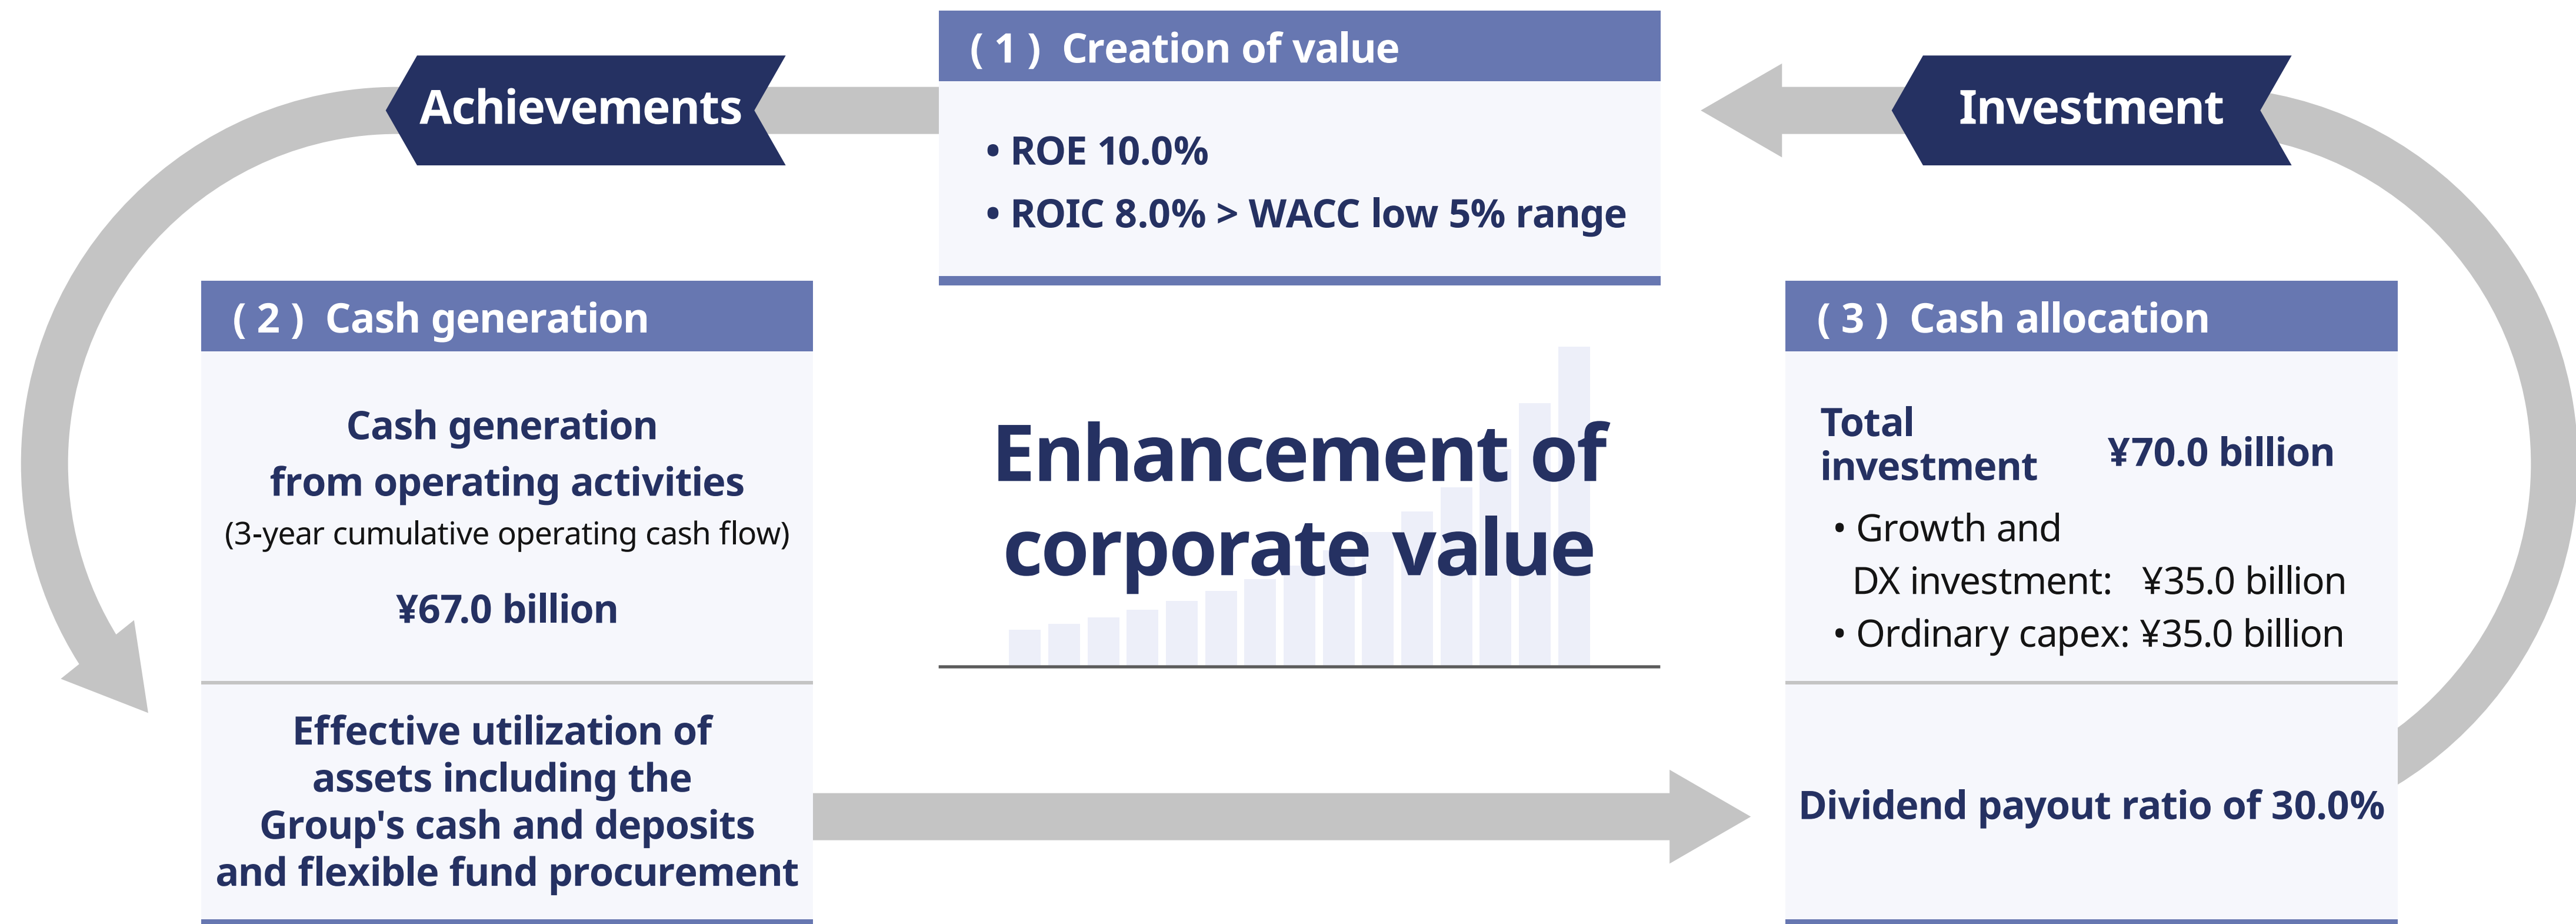 ( 1 ) Creation of value
Achievements
Investment
• ROE 10.0%
• ROIC 8.0% > WACC low 5% range
( 2 ) Cash generation
Cash generation
from operating activities
(3-year cumulative operating cash flow)
¥67.0 billion
Effective utilization of
assets including the
Group's cash and deposits
and flexible fund procurement
Enhancement of
corporate value
( 3 ) Cash allocation
Total
investment
¥70.0 billion
• Growth and
DX investment: ¥35.0 billion
• Ordinary capex: ¥35.0 billion
Dividend payout ratio of 30.0%